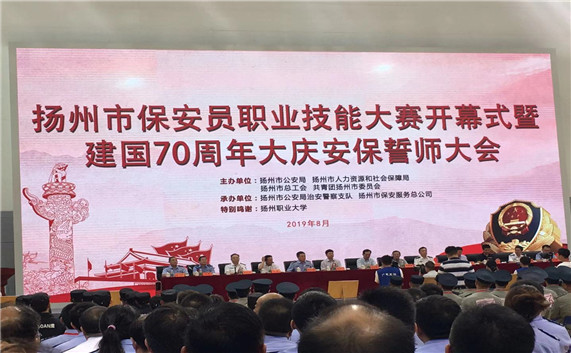 扬州市保安员职业技能大赛开幕式暨
建国70周年大庆安保誓师大会
主办单位：扬州市公安局 扬州市人力资源和社会保障局
扬州市总工会 共青团扬州市委员会
承办单位：扬州市公安局治安警察支队 扬州市保安服务总公司
特别鸣谢：扬州职业大学
2019年8月